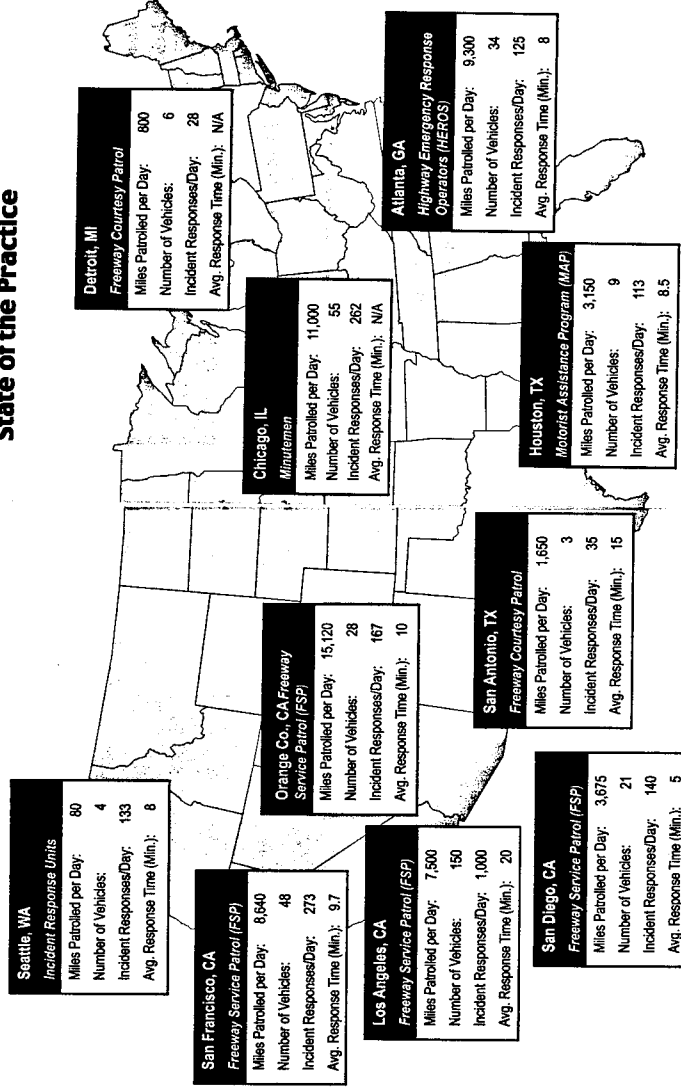 State of the Practice
Seattle, WA
Incident Response Units
Miles Patrolled per Day: 80
Number of Vehicles: 4
Incident Responses/Day: 133
Avg. Response Time (Min.): 8
San Francisco, CA
Freeway Service Patrol (FSP)
Miles Patrolled per Day: 8,640
Number of Vehicles: 48
Incident Responses/Day: 273
Avg. Response Time (Min.): 9.7
Los Angeles, CA
Freeway Service Patrol (FSP)
Miles Patrolled per Day: 7,500
Number of Vehicles: 150
Incident Responses/Day: 1,000
Avg. Response Time (Min.): 20
San Diego, CA
Freeway Service Patrol (FSP)
Miles Patrolled per Day: 3,675
Number of Vehicles: 21
Incident Responses/Day: 140
Avg. Response Time (Min.): 5
Orange Co., CA Freeway
Service Patrol (FSP)
Miles Patrolled per Day: 15,120
Number of Vehicles: 28
Incident Responses/Day: 167
Avg. Response Time (Min.): 10
San Antonio, TX
Freeway Courtesy Patrol
Miles Patrolled per Day: 1,650
Number of Vehicles: 3
Incident Responses/Day: 35
Avg. Response Time (Min.): 15
Chicago, IL
Minutemen
Miles Patrolled per Day: 11,000
Number of Vehicles: 55
Incident Responses/Day: 262
Avg. Response Time (Min.): N/A
Houston, TX
Motorist Assistance Program (MAP)
Miles Patrolled per Day: 3,150
Number of Vehicles: 9
Incident Responses/Day: 113
Avg. Response Time (Min.): 8.5
Detroit, MI
Freeway Courtesy Patrol
Miles Patrolled per Day: 800
Number of Vehicles: 6
Incident Responses/Day: 28
Avg. Response Time (Min.): N/A
Atlanta, GA
Highway Emergency Response
Operators (HEROS)
Miles Patrolled per Day: 9,300
Number of Vehicles: 34
Incident Responses/Day: 125
Avg. Response Time (Min.): 8